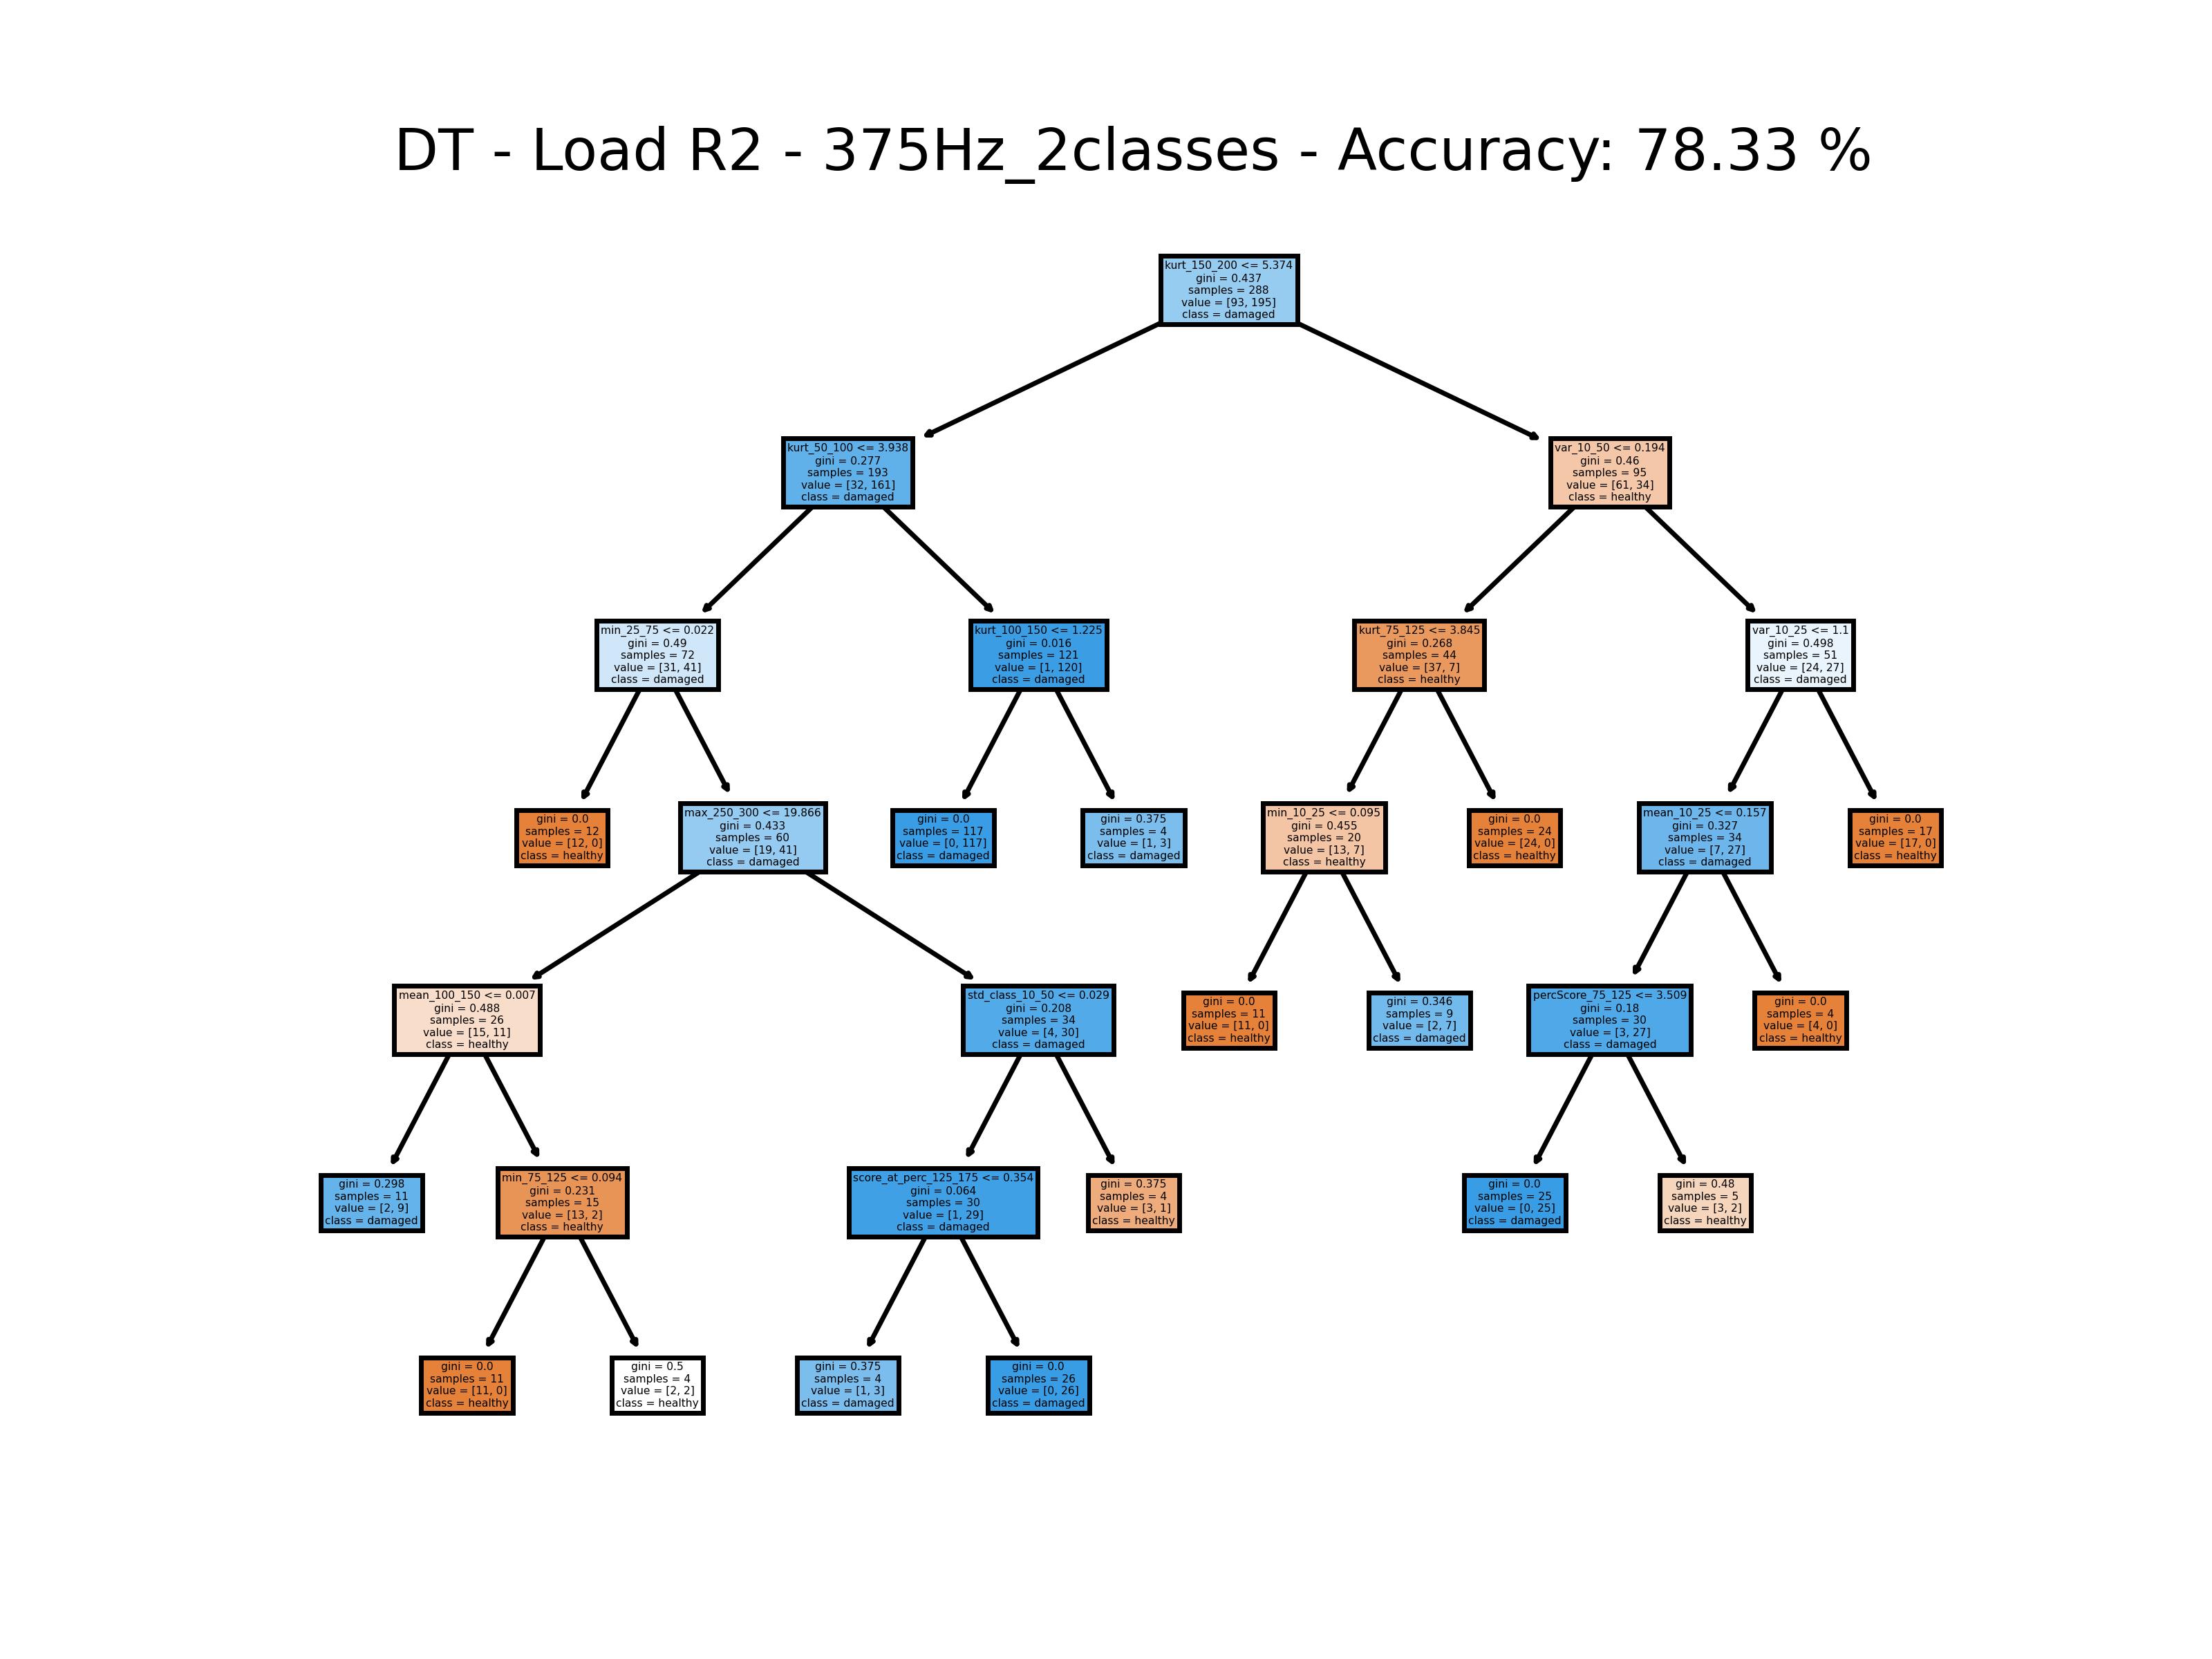 DT - Load R2 - 375Hz_2classes - Accuracy: 78.33 %
kurt_150_200 <= 5.374
gini = 0.437
samples = 288
value = [93, 195]
class = damaged
kurt_50_100 <= 3.938
gini = 0.277
samples = 193
value = [32, 161]
class = damaged
var_10_50 <= 0.194
gini = 0.46
samples = 95
value = [61, 34]
class = healthy
min_25_75 <= 0.022
gini = 0.49
samples = 72
value = [31, 41]
class = damaged
kurt_100_150 <= 1.225
gini = 0.016
samples = 121
value = [1, 120]
class = damaged
kurt_75_125 <= 3.845
gini = 0.268
samples = 44
value = [37, 7]
class = healthy
var_10_25 <= 1.1
gini = 0.498
samples = 51
value = [24, 27]
class = damaged
gini = 0.0
samples = 12
value = [12, 0]
class = healthy
max_250_300 <= 19.866
gini = 0.433
samples = 60
value = [19, 41]
class = damaged
gini = 0.0
samples = 117
value = [0, 117]
class = damaged
gini = 0.375
samples = 4
value = [1, 3]
class = damaged
min_10_25 <= 0.095
gini = 0.455
samples = 20
value = [13, 7]
class = healthy
gini = 0.0
samples = 24
value = [24, 0]
class = healthy
mean_10_25 <= 0.157
gini = 0.327
samples = 34
value = [7, 27]
class = damaged
gini = 0.0
samples = 17
value = [17, 0]
class = healthy
mean_100_150 <= 0.007
gini = 0.488
samples = 26
value = [15, 11]
class = healthy
std_class_10_50 <= 0.029
gini = 0.208
samples = 34
value = [4, 30]
class = damaged
gini = 0.0
samples = 11
value = [11, 0]
class = healthy
gini = 0.346
samples = 9
value = [2, 7]
class = damaged
percScore_75_125 <= 3.509
gini = 0.18
samples = 30
value = [3, 27]
class = damaged
gini = 0.0
samples = 4
value = [4, 0]
class = healthy
gini = 0.298
samples = 11
value = [2, 9]
class = damaged
min_75_125 <= 0.094
gini = 0.231
samples = 15
value = [13, 2]
class = healthy
score_at_perc_125_175 <= 0.354
gini = 0.064
samples = 30
value = [1, 29]
class = damaged
gini = 0.375
samples = 4
value = [3, 1]
class = healthy
gini = 0.0
samples = 25
value = [0, 25]
class = damaged
gini = 0.48
samples = 5
value = [3, 2]
class = healthy
gini = 0.0
samples = 11
value = [11, 0]
class = healthy
gini = 0.5
samples = 4
value = [2, 2]
class = healthy
gini = 0.375
samples = 4
value = [1, 3]
class = damaged
gini = 0.0
samples = 26
value = [0, 26]
class = damaged